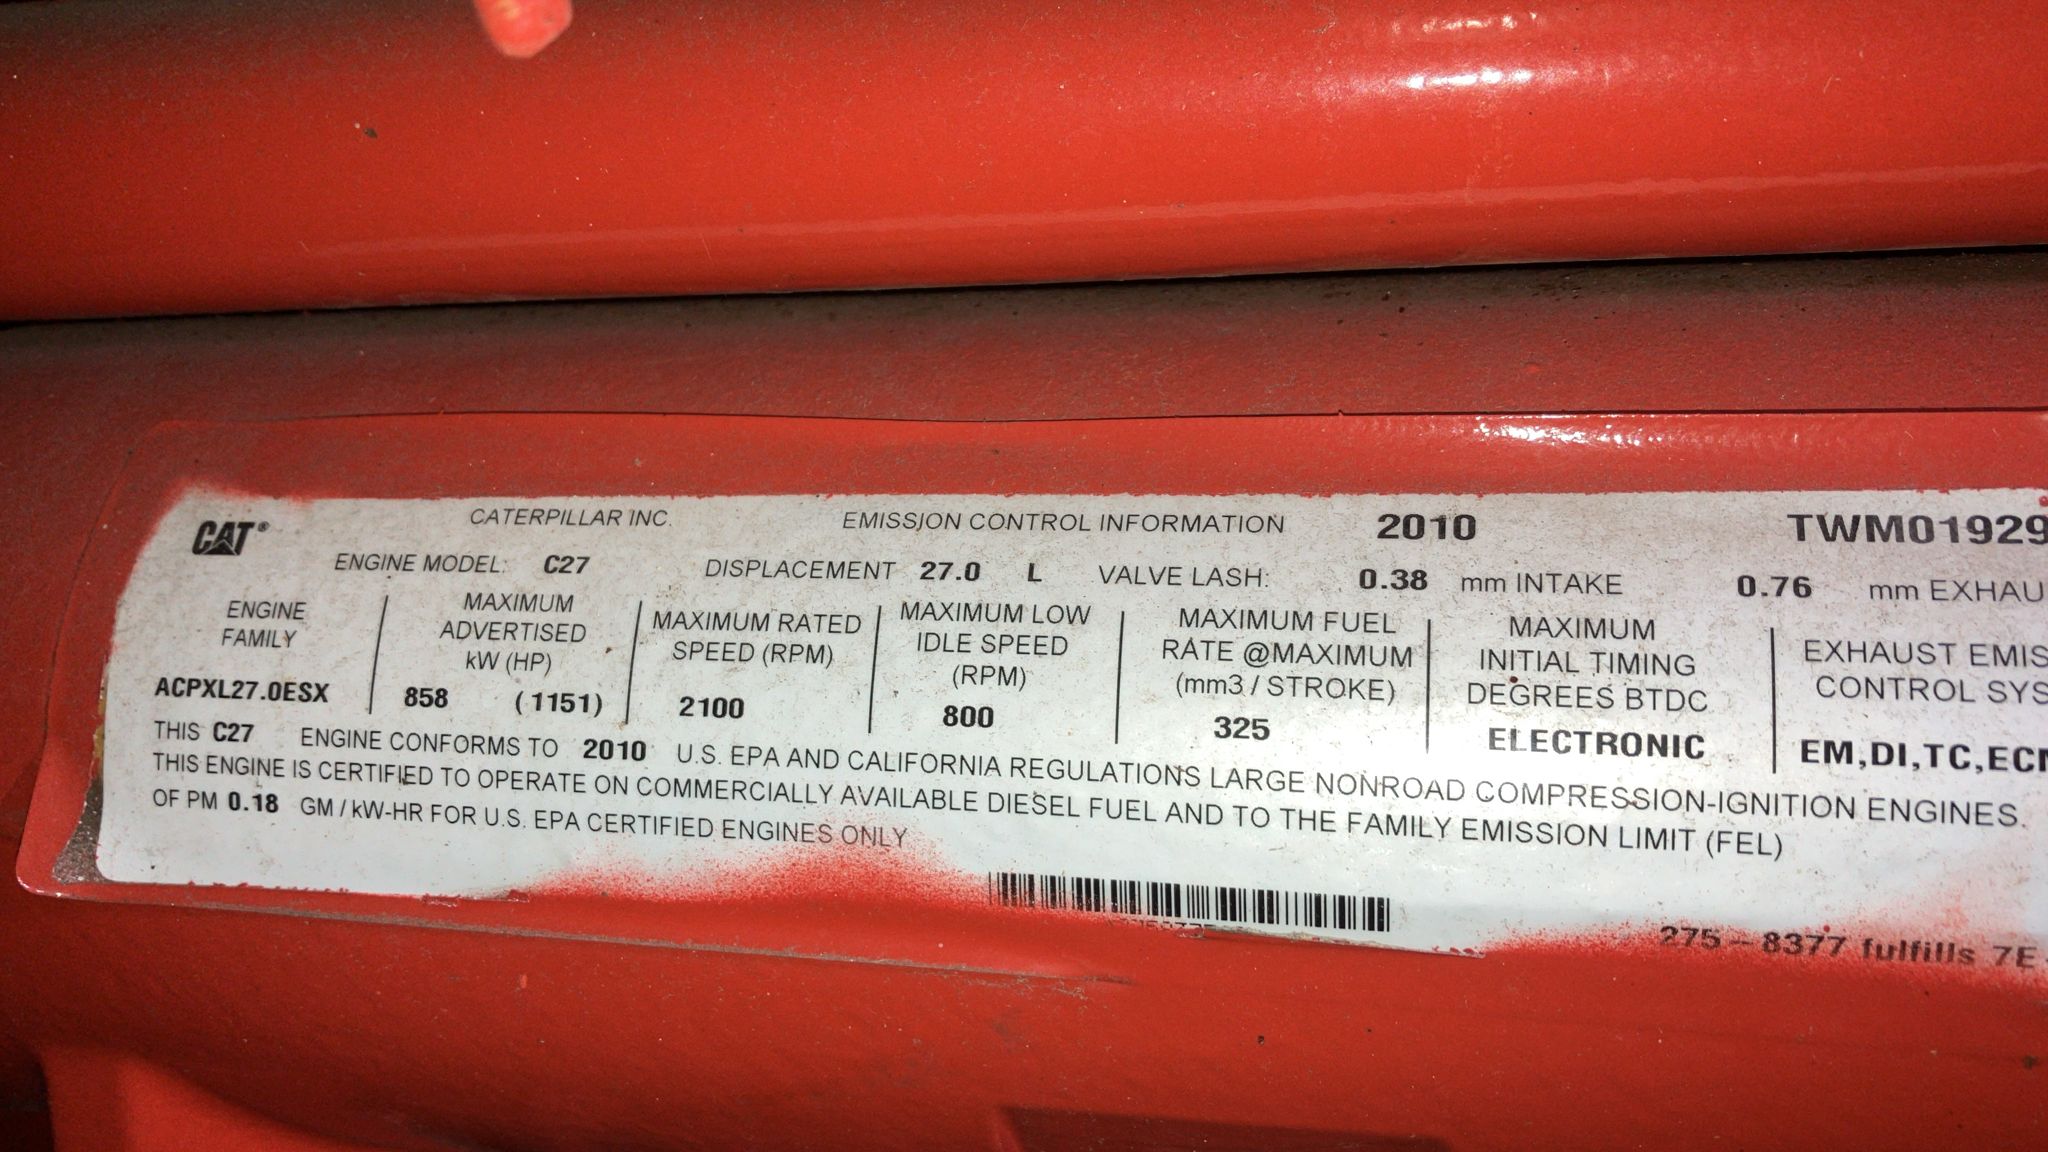 CAT® CATERPILLAR INC. EMISSION CONTROL INFORMATION 2010 TWM01929
ENGINE MODEL: C27 DISPLACEMENT 27.0 L VALVE LASH: 0.38 mm INTAKE 0.76 mm EXHAU
ENGINE FAMILY
ACPXL27.0ESX
MAXIMUM ADVERTISED kW (HP)
858 (1151)
MAXIMUM RATED SPEED (RPM)
2100
MAXIMUM LOW IDLE SPEED (RPM)
800
MAXIMUM FUEL RATE @MAXIMUM (mm3 / STROKE)
325
MAXIMUM INITIAL TIMING DEGREES BTDC
ELECTRONIC
EXHAUST EMIS
CONTROL SYS
EM,DI,TC,ECM
THIS C27 ENGINE CONFORMS TO 2010 U.S. EPA AND CALIFORNIA REGULATIONS LARGE NONROAD COMPRESSION-IGNITION ENGINES.
THIS ENGINE IS CERTIFIED TO OPERATE ON COMMERCIALLY AVAILABLE DIESEL FUEL AND TO THE FAMILY EMISSION LIMIT (FEL)
OF PM 0.18 GM / kW-HR FOR U.S. EPA CERTIFIED ENGINES ONLY
275-8377 fulfills 7E